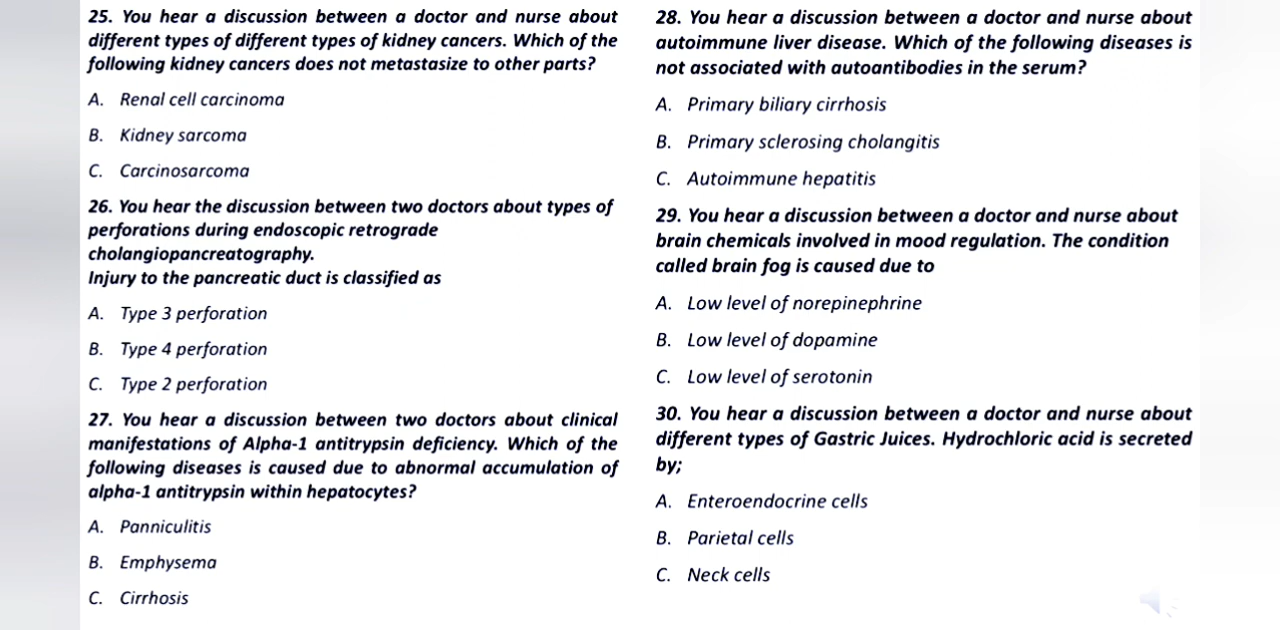 25. You hear a discussion between a doctor and nurse about
different types of different types of kidney cancers. Which of the
following kidney cancers does not metastasize to other parts?
A. Renal cell carcinoma
B. Kidney sarcoma
C. Carcinosarcoma
26. You hear the discussion between two doctors about types of
perforations during endoscopic retrograde
cholangiopancreatography.
Injury to the pancreatic duct is classified as
A. Type 3 perforation
B. Type 4 perforation
C. Type 2 perforation
27. You hear a discussion between two doctors about clinical
manifestations of Alpha-1 antitrypsin deficiency. Which of the
following diseases is caused due to abnormal accumulation of
alpha-1 antitrypsin within hepatocytes?
A. Panniculitis
B. Emphysema
C. Cirrhosis
28. You hear a discussion between a doctor and nurse about
autoimmune liver disease. Which of the following diseases is
not associated with autoantibodies in the serum?
A. Primary biliary cirrhosis
B. Primary sclerosing cholangitis
C. Autoimmune hepatitis
29. You hear a discussion between a doctor and nurse about
brain chemicals involved in mood regulation. The condition
called brain fog is caused due to
A. Low level of norepinephrine
B. Low level of dopamine
C. Low level of serotonin
30. You hear a discussion between a doctor and nurse about
different types of Gastric Juices. Hydrochloric acid is secreted
by;
A. Enteroendocrine cells
B. Parietal cells
C. Neck cells